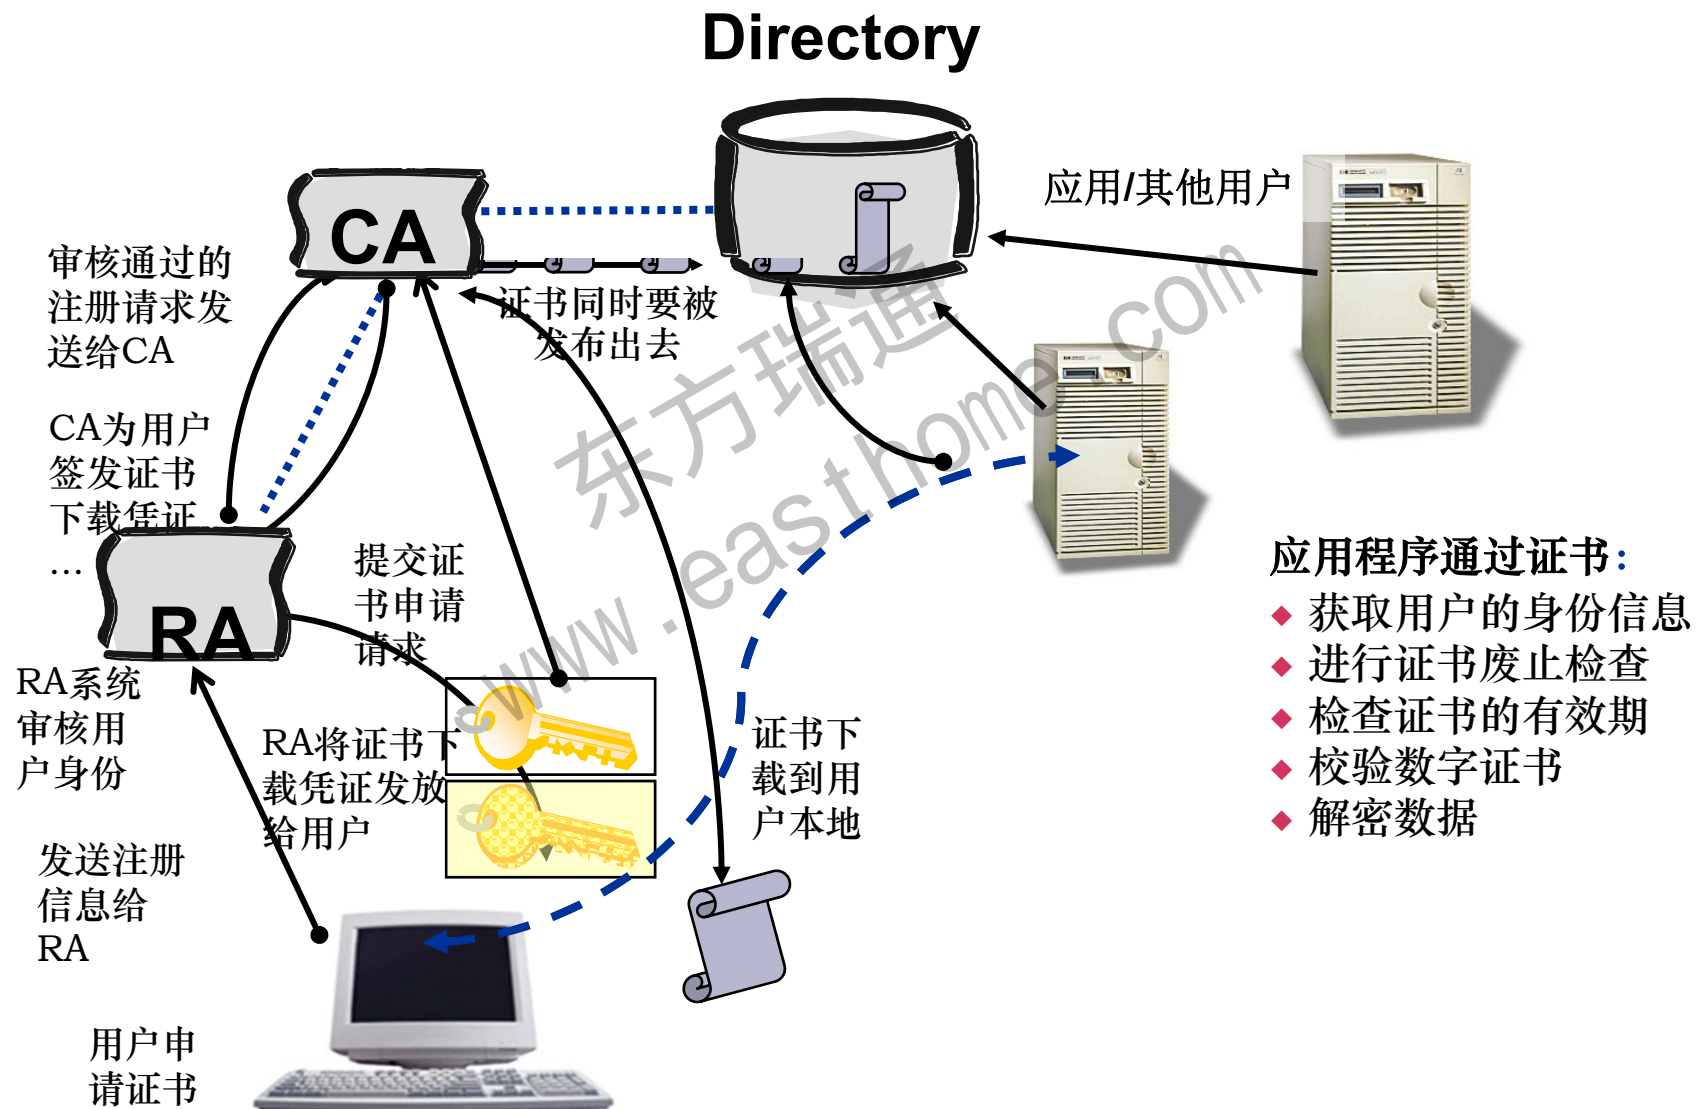 Directory
应用/其他用户
CA
审核通过的
注册请求发
送给CA
证书同时要被
发布出去
CA为用户
签发证书
下载凭证
...
RA
提交证
书申请
请求
RA系统
审核用
户身份
RA将证书下
载凭证发放
给用户
证书下
载到用
户本地
发送注册
信息给
RA
用户申
请证书
应用程序通过证书：
获取用户的身份信息
进行证书废止检查
检查证书的有效期
校验数字证书
解密数据
东方瑞通
www.easthome.com